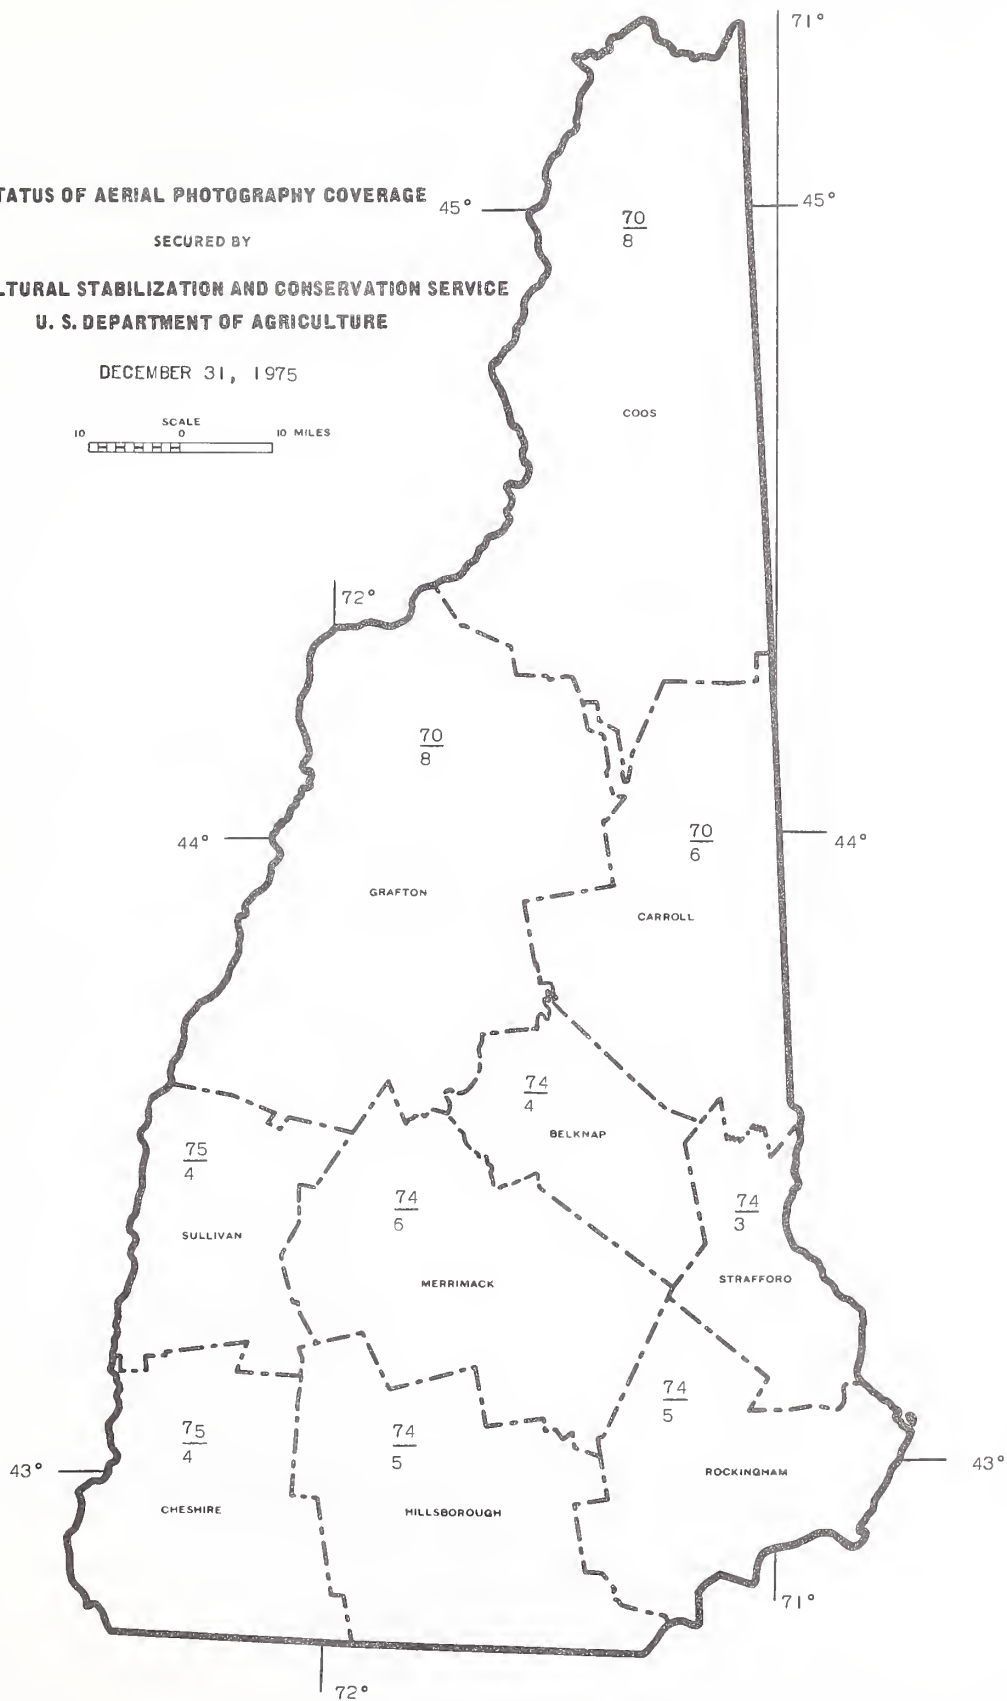 71°
TATUS OF AERIAL PHOTOGRAPHY COVERAGE
45°
45°
70
8
SECURED BY
LTURAL STABILIZATION AND CONSERVATION SERVICE
U. S. DEPARTMENT OF AGRICULTURE
DECEMBER 31, 1975
SCALE
10 0 10 MILES
COOS
72°
70
8
70
6
44°
44°
GRAFTON
CARROLL
74
4
BELKNAP
75
4
74
6
74
3
SULLIVAN
MERRIMACK
STRAFFORD
74
5
75
4
74
5
43°
43°
ROCKINGHAM
CHESHIRE
HILLSBOROUGH
71°
72°